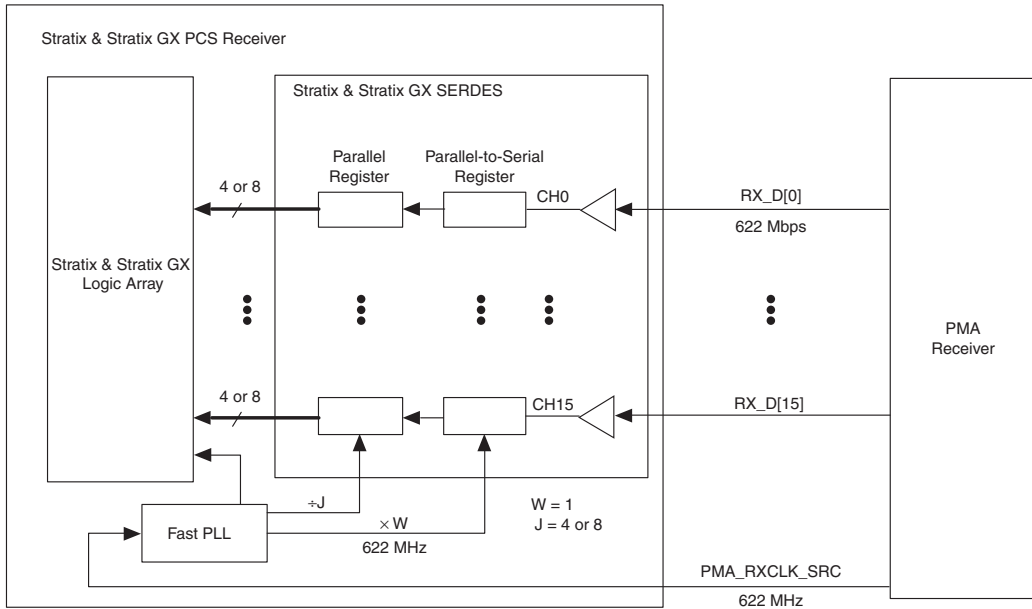 Stratix & Stratix GX PCS Receiver
Stratix & Stratix GX SERDES
Parallel
Register
Parallel-to-Serial
Register
4 or 8
CH0
RX_D[0]
622 Mbps
Stratix & Stratix GX
Logic Array
PMA
Receiver
4 or 8
CH15
RX_D[15]
÷J
W = 1
J = 4 or 8
× W
Fast PLL
622 MHz
PMA_RXCLK_SRC
622 MHz